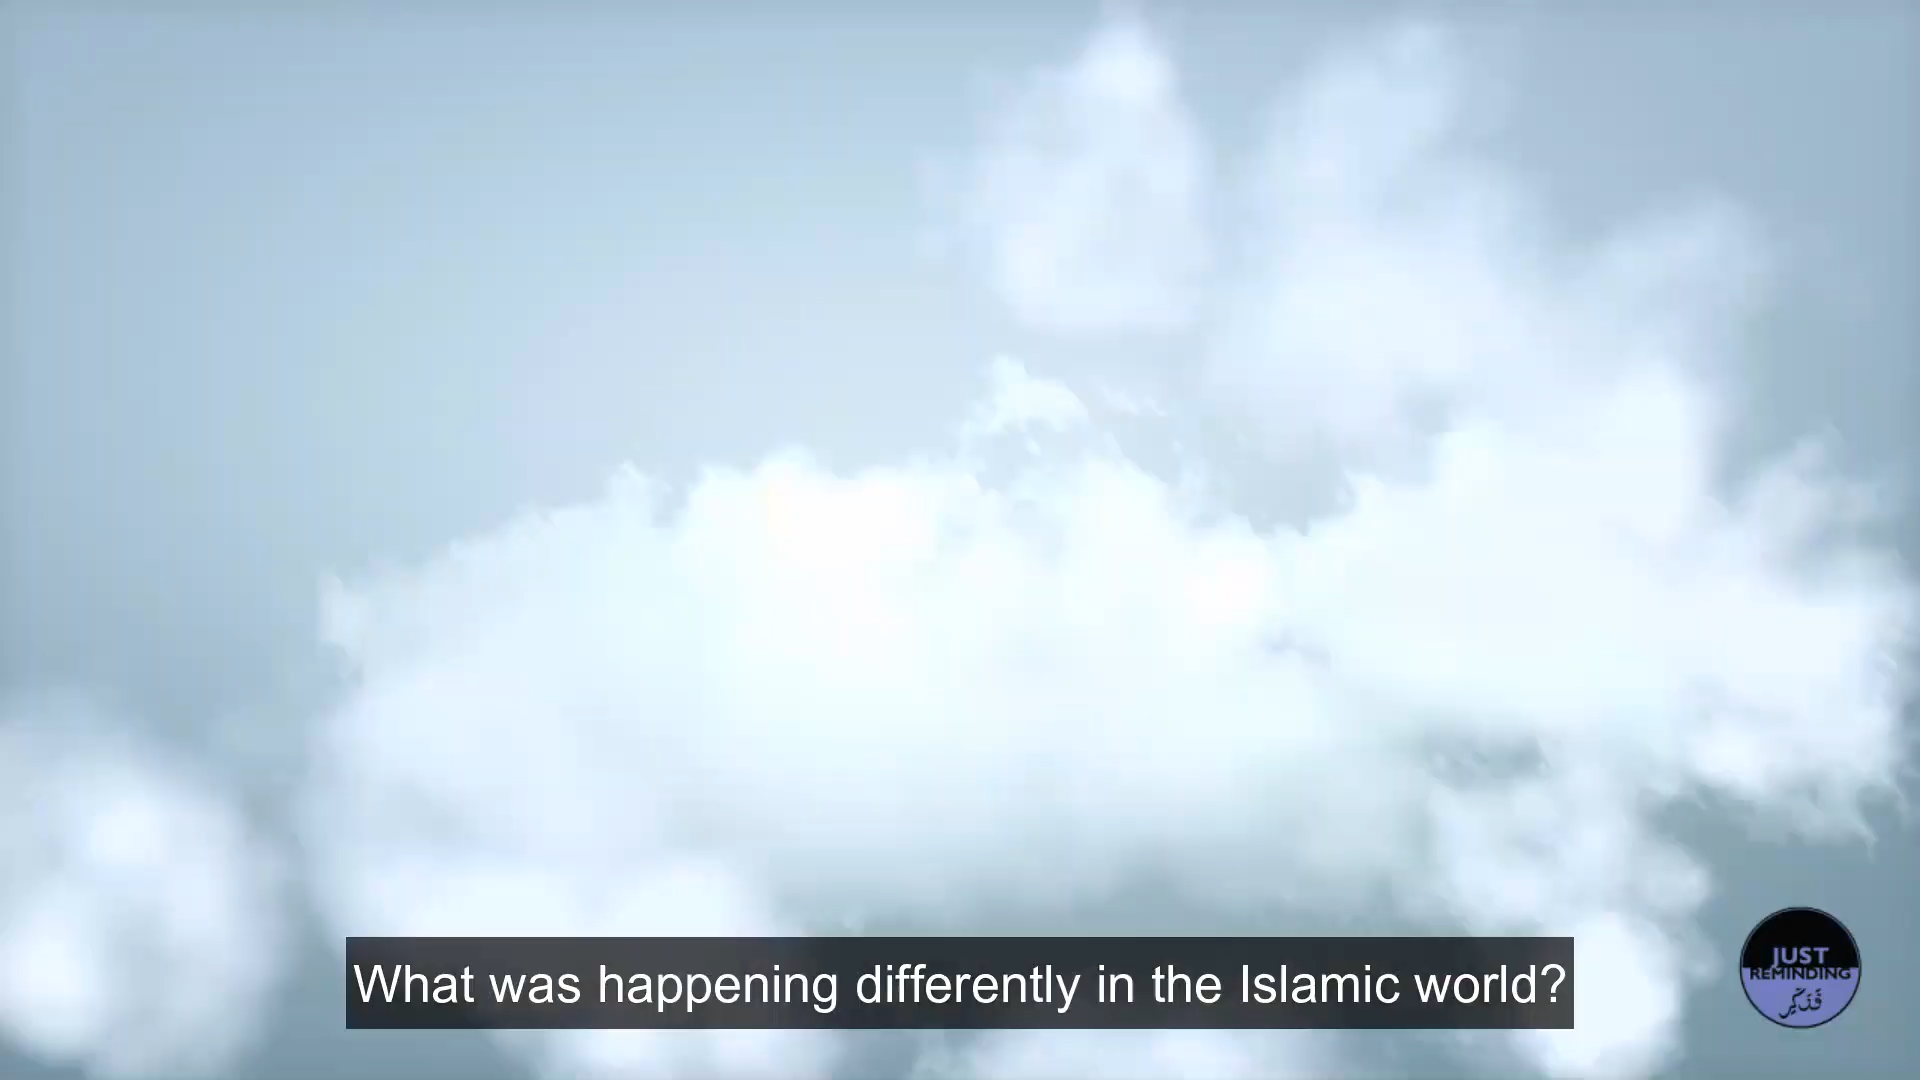 What was happening differently in the Islamic world?
JUST
REMINDING
فَذَكِّر